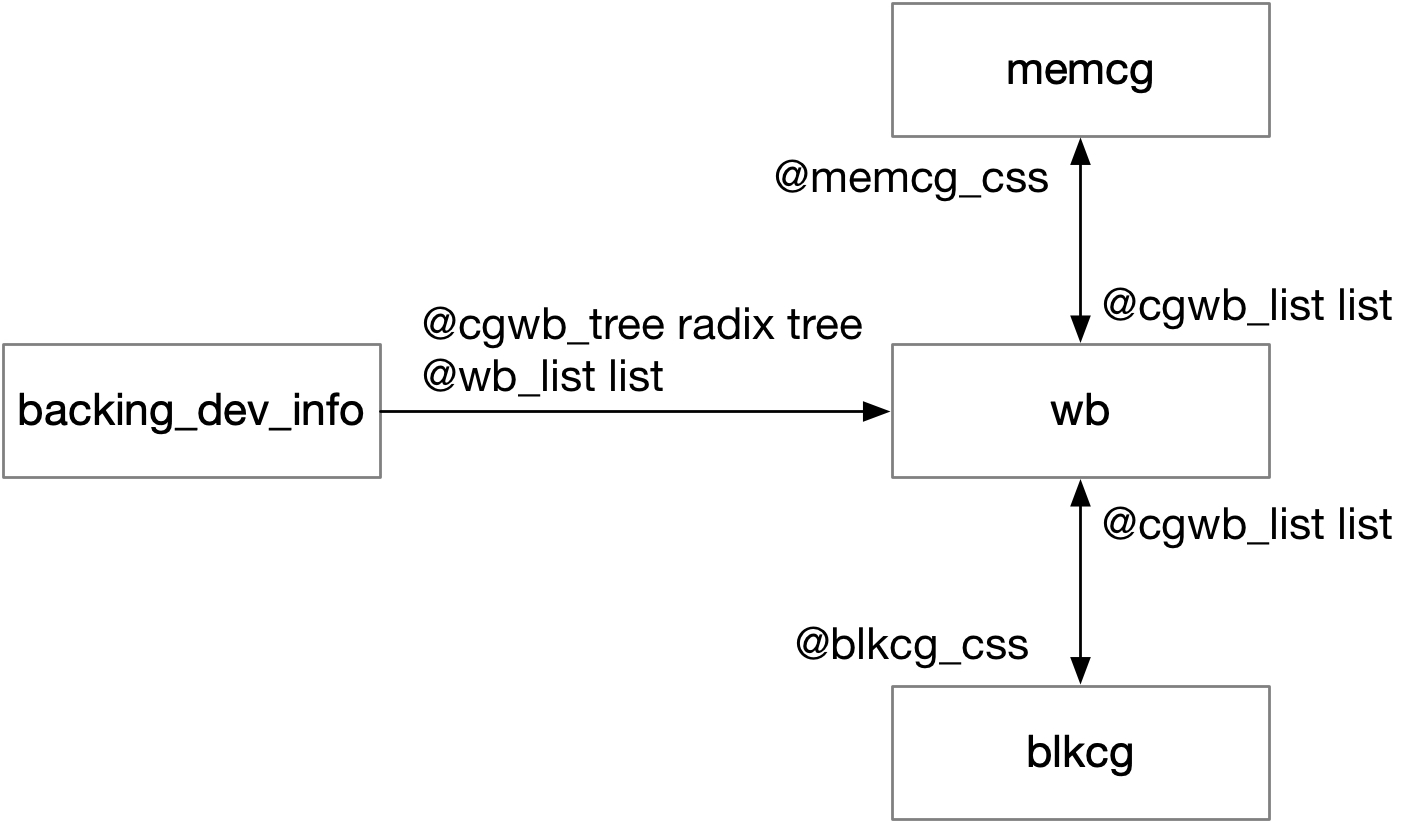 memcg
@memcg_css
@cgwb_list list
@cgwb_tree radix tree
@wb_list list
backing_dev_info
wb
@cgwb_list list
@blkcg_css
blkcg